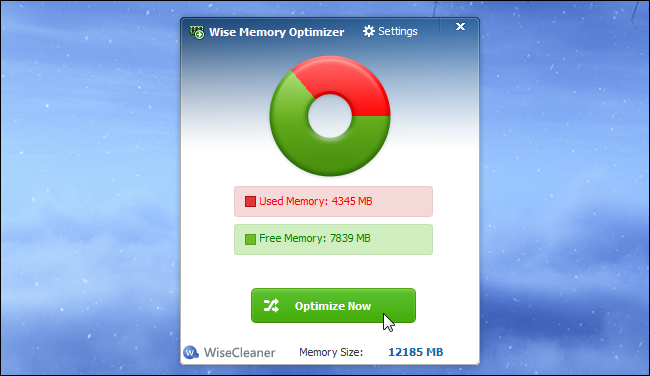 Wise Memory Optimizer
Settings
Used Memory: 4345 MB
Free Memory: 7839 MB
Optimize Now
WiseCleaner
Memory Size: 12185 MB